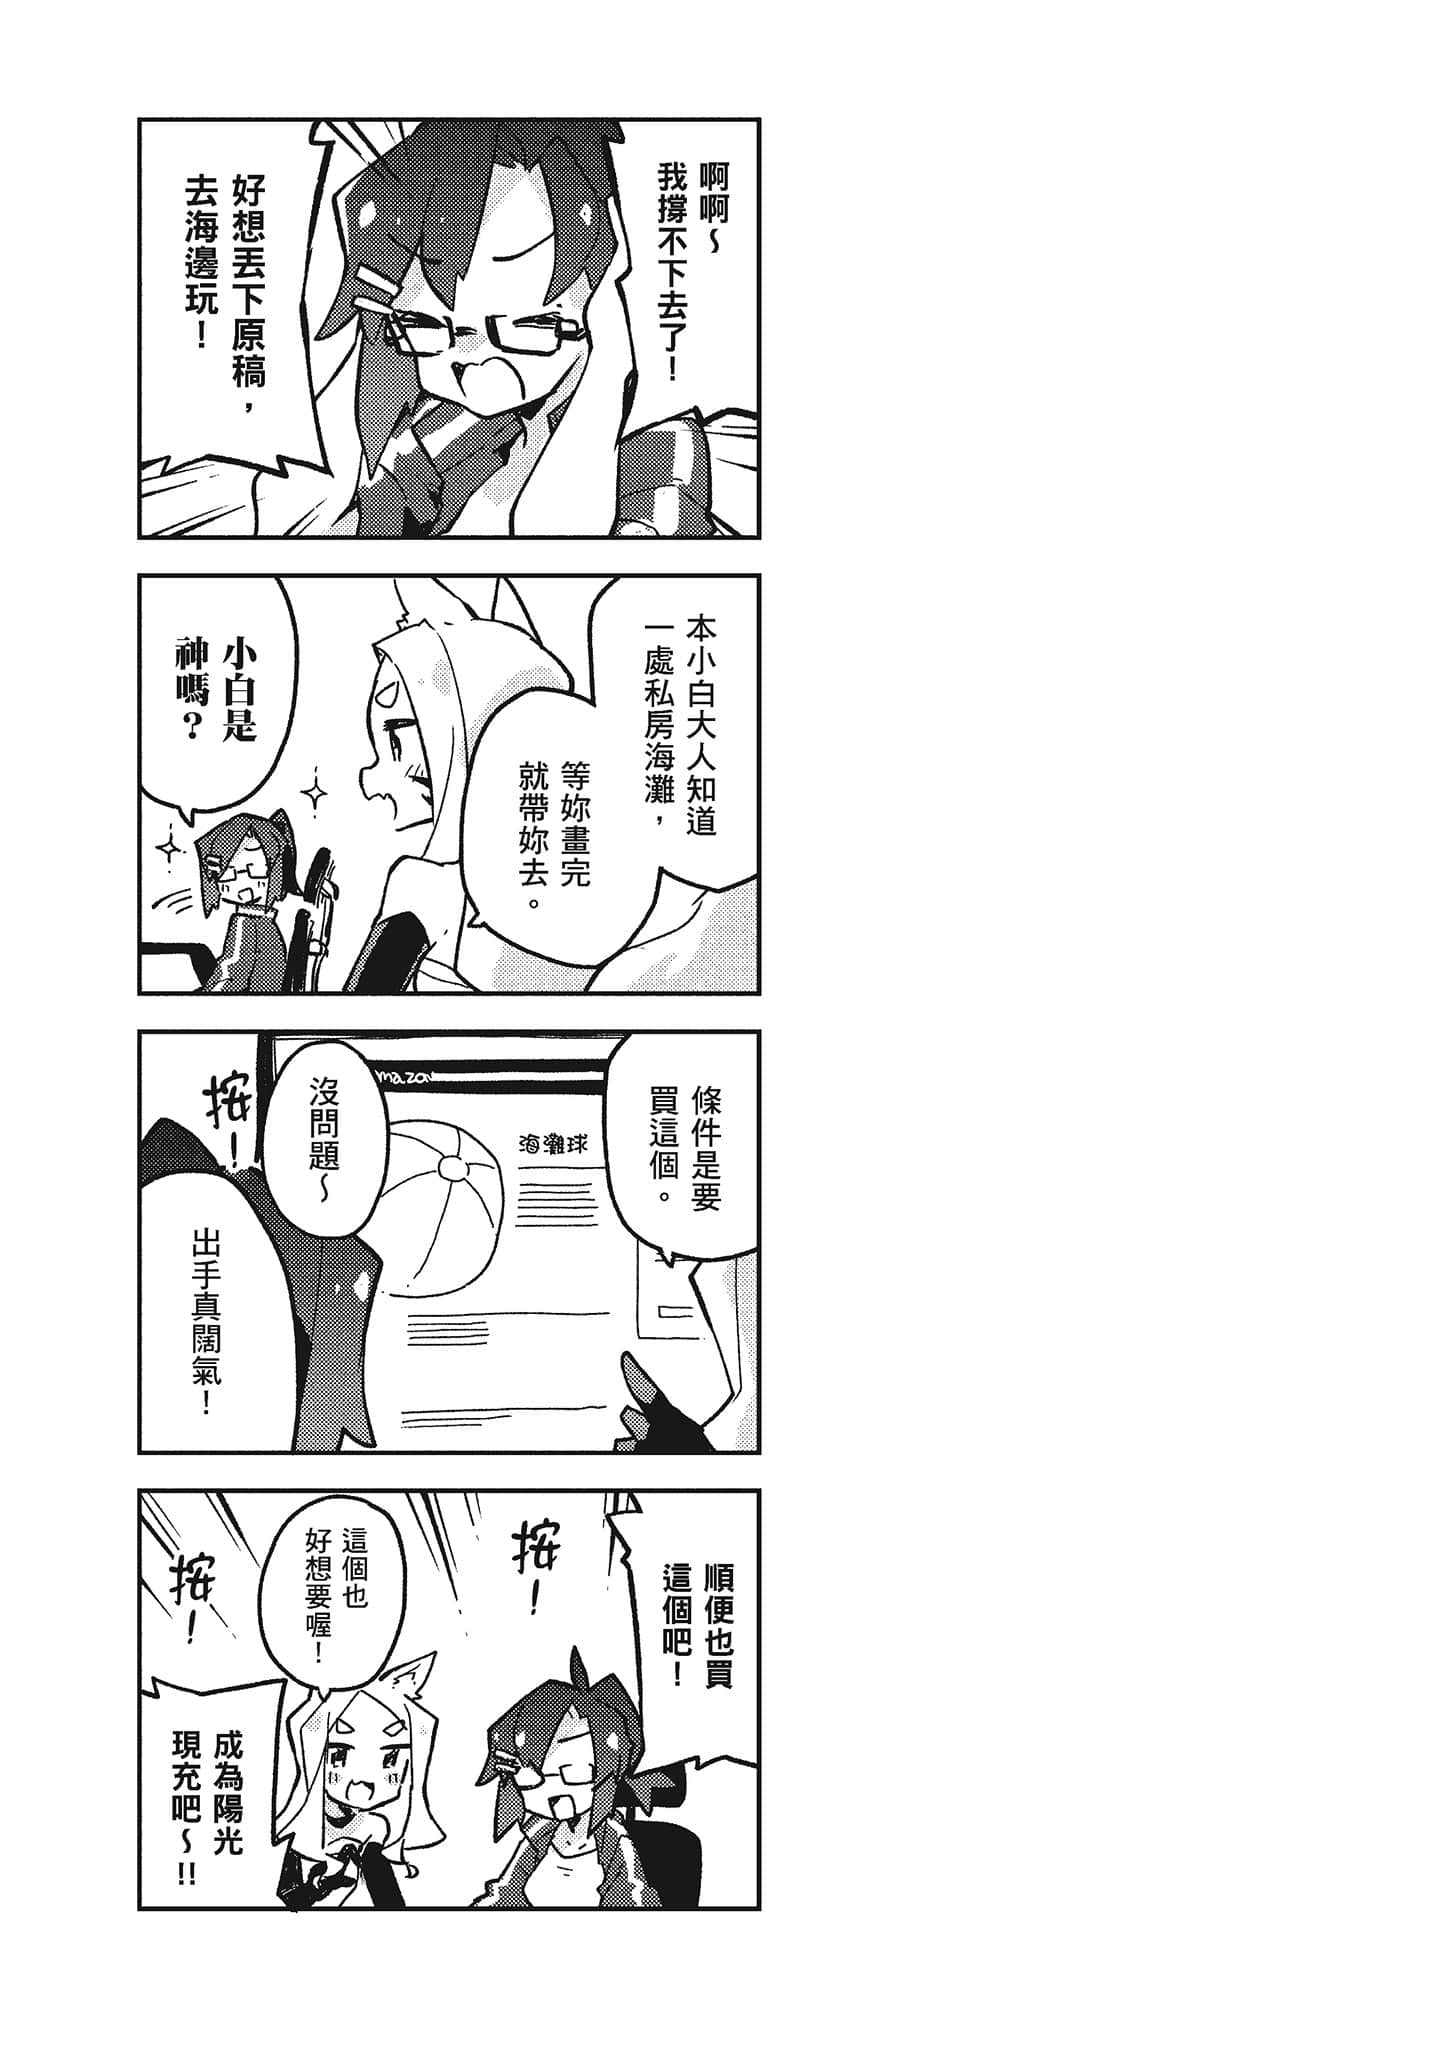 啊啊～
我撐不下去了！
好想丟下原稿，
去海邊玩！
本小白大人知道
一處私房海灘，
等妳畫完
就帶妳去。
小白是
神嗎？
條件是要
買這個。
mazon
海灘球
沒問題～
按！
出手真闊氣！
順便也買
這個吧！
按！
這個也
好想要喔！
按！
成為陽光
現充吧～!!